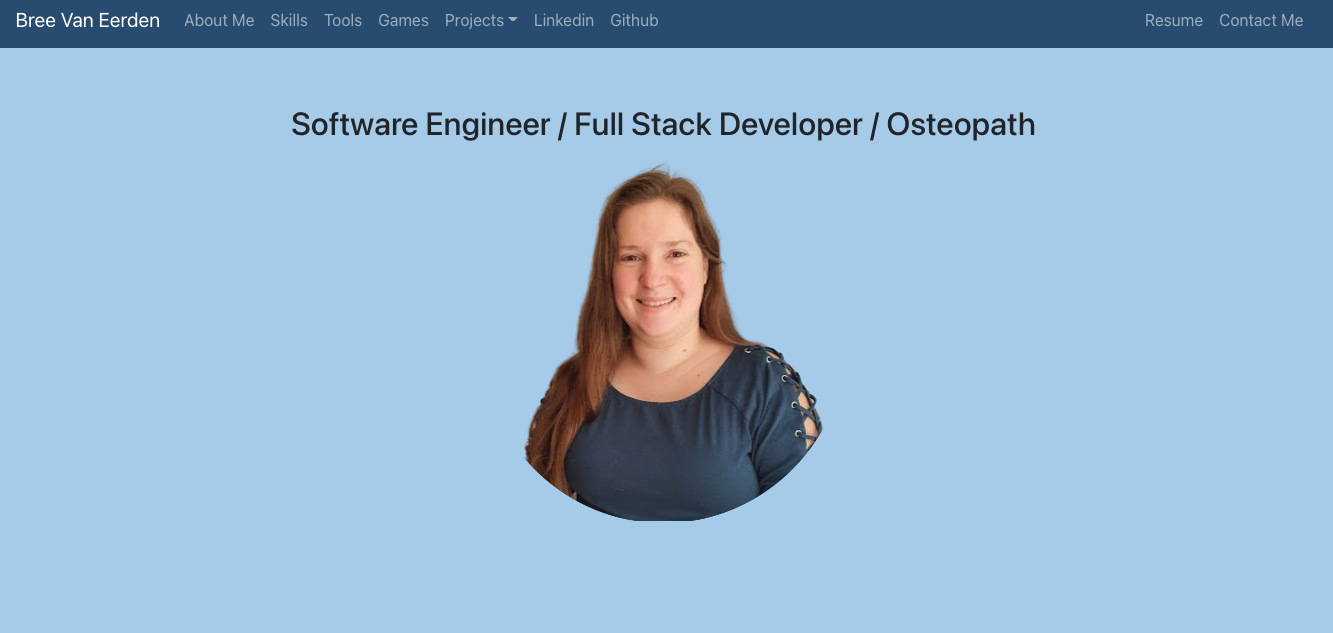 Bree Van Eerden About Me Skills Tools Games Projects Linkedin Github Resume Contact Me
Software Engineer / Full Stack Developer / Osteopath